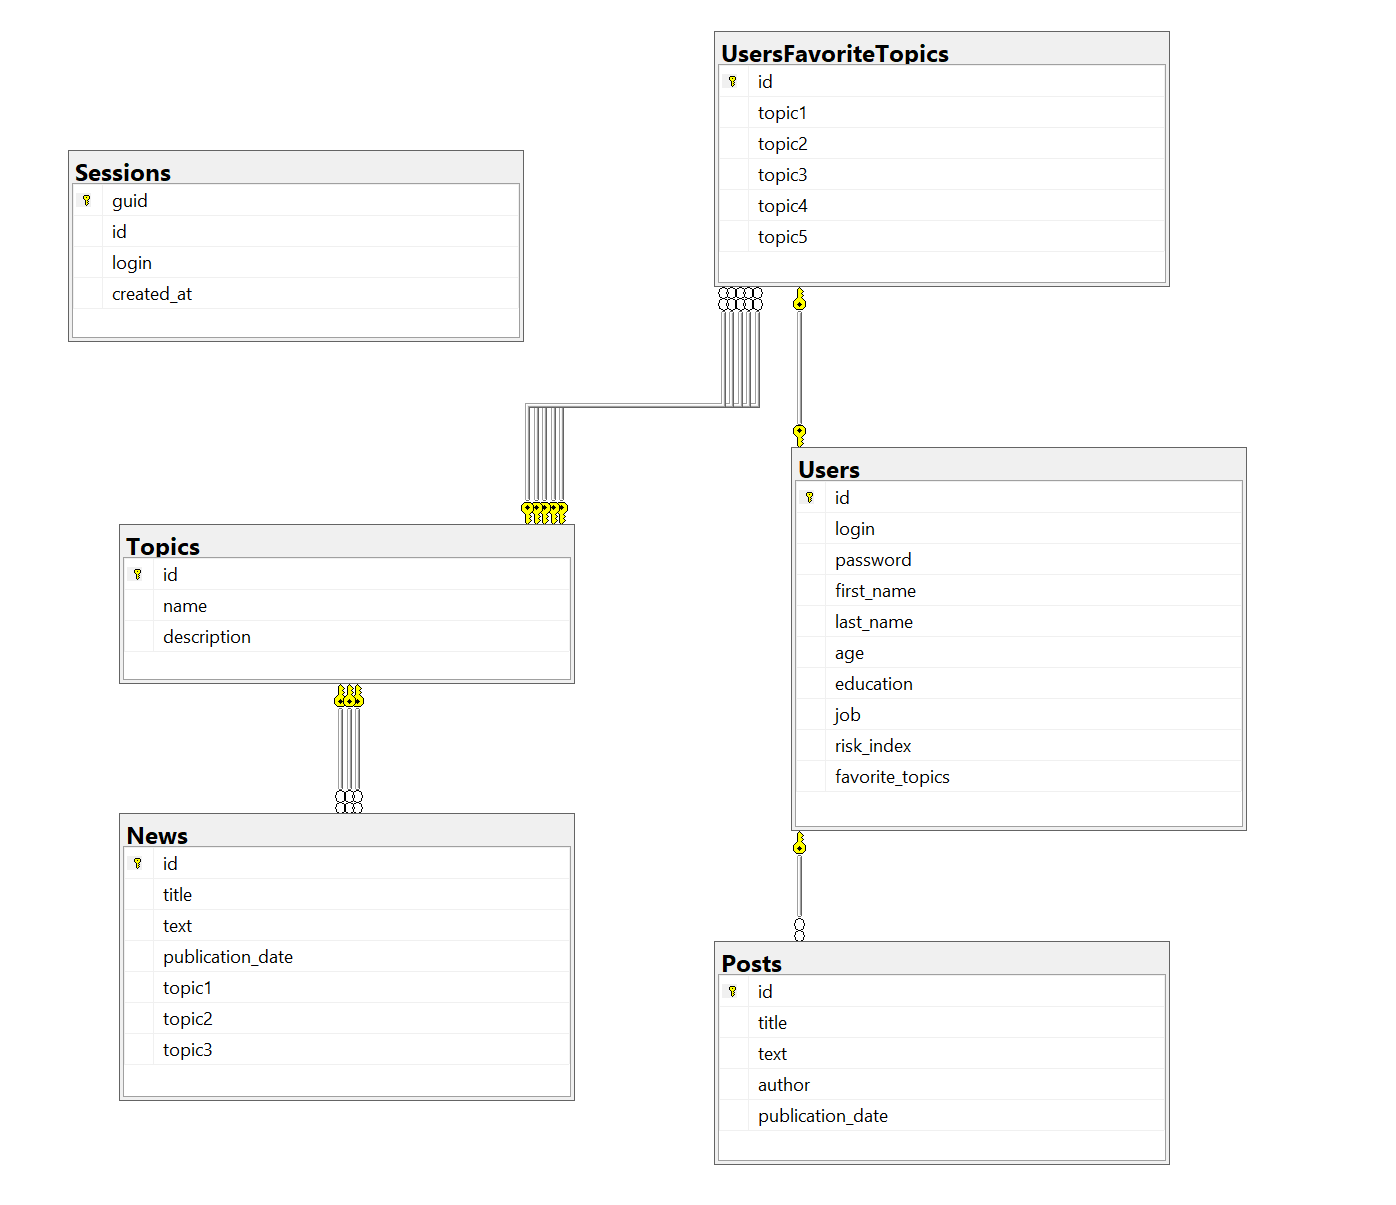 UsersFavoriteTopics
id
topic1
topic2
topic3
topic4
topic5
Sessions
guid
id
login
created_at
Users
id
login
password
first_name
last_name
age
education
job
risk_index
favorite_topics
Topics
id
name
description
News
id
title
text
publication_date
topic1
topic2
topic3
Posts
id
title
text
author
publication_date